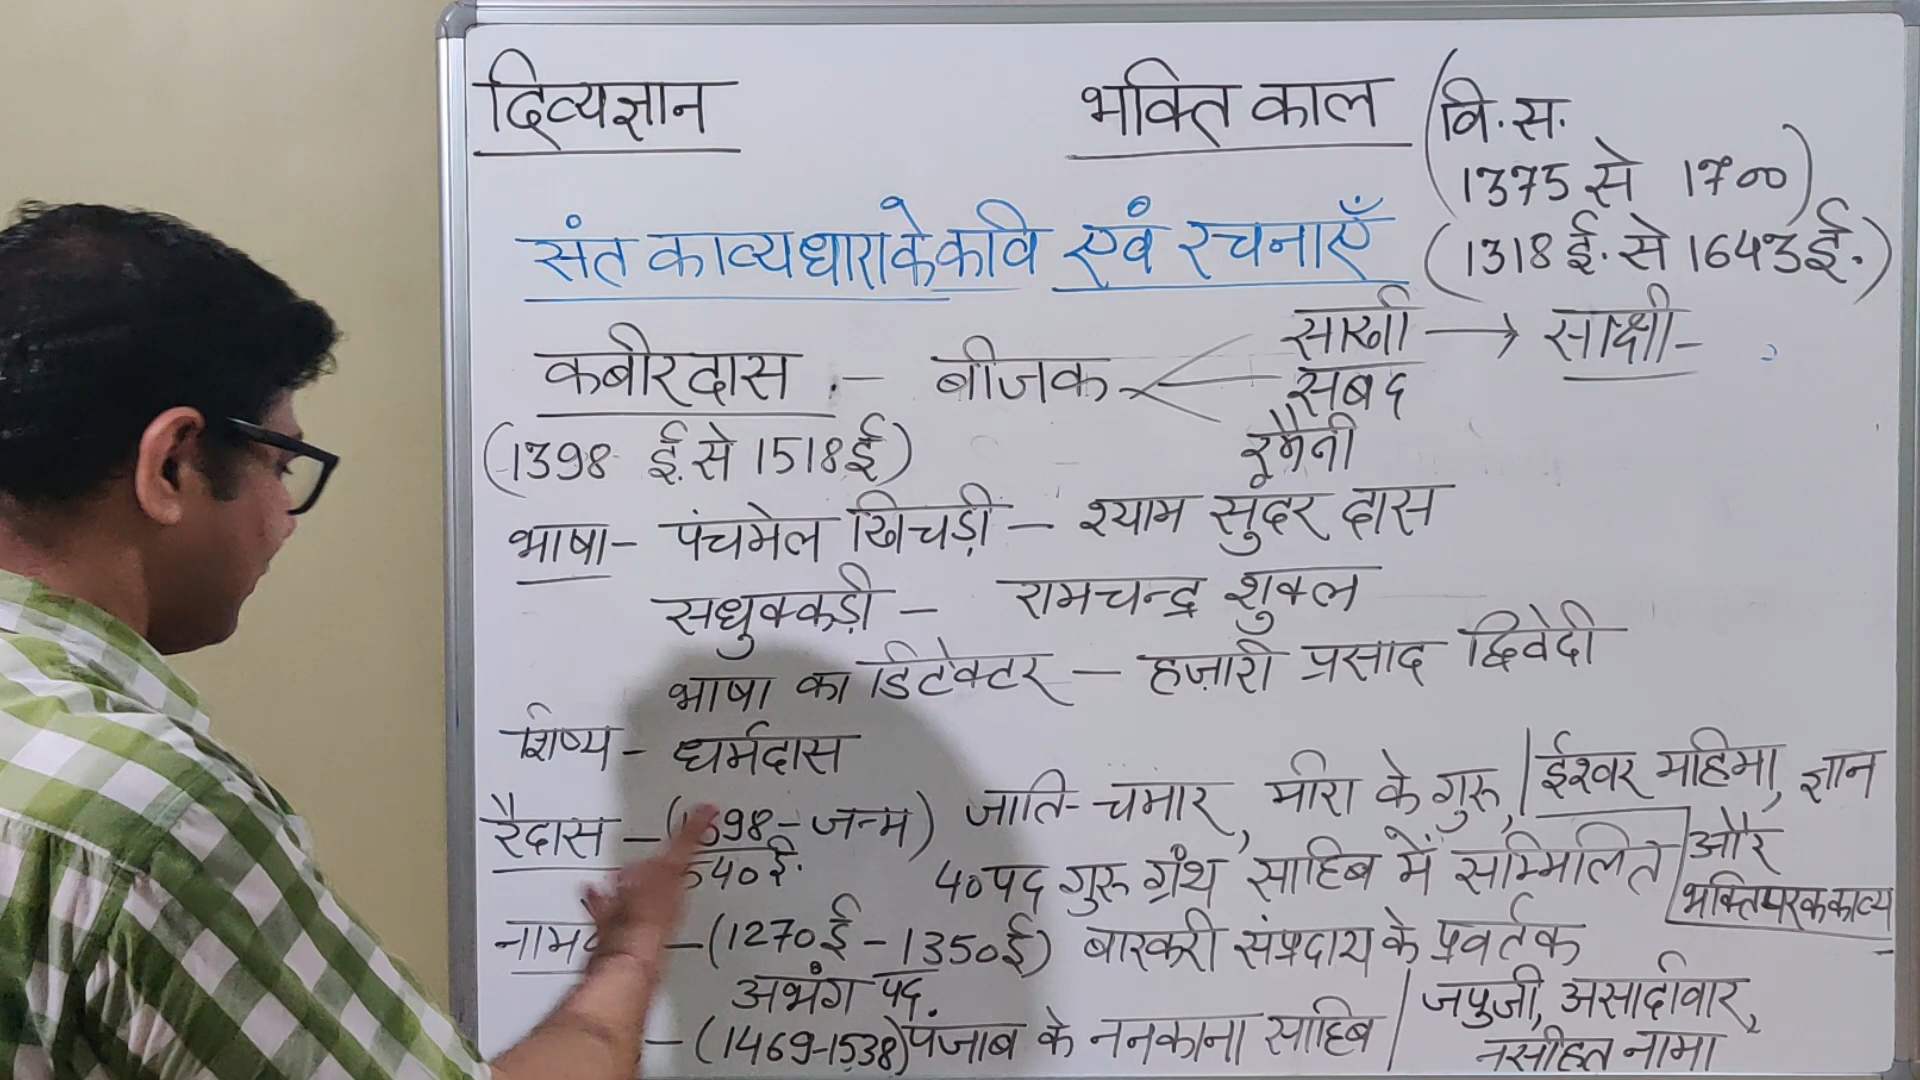 दिव्यज्ञान
भक्ति काल
(वि.स.
1375 से 1700)
(1318 ई. से 1643 ई.)
संत काव्यधारा के कवि एवं रचनाएँ
कबीरदास :- बीजक
साखी → साक्षी-
सबद
रमैनी
(1398 ई. से 1518 ई)
भाषा - पंचमेल खिचड़ी - श्याम सुंदर दास
सधुक्कड़ी - रामचन्द्र शुक्ल
भाषा का डिटेक्टर - हज़ारी प्रसाद द्विवेदी
शिष्य - धर्मदास
रैदास - जन्म) जाति- चमार, मीरा के गुरु,
40 पद गुरु ग्रंथ साहिब में सम्मिलित
ईश्वर महिमा, ज्ञान
और
भक्तिपरक काव्य
- (1270 ई - 1350 ई) बारकरी संप्रदाय के प्रवर्तक
अभंग पद.
- (1469-1538) पंजाब के ननकाना साहिब
जपुजी, असादीवार,
नसीहत नामा